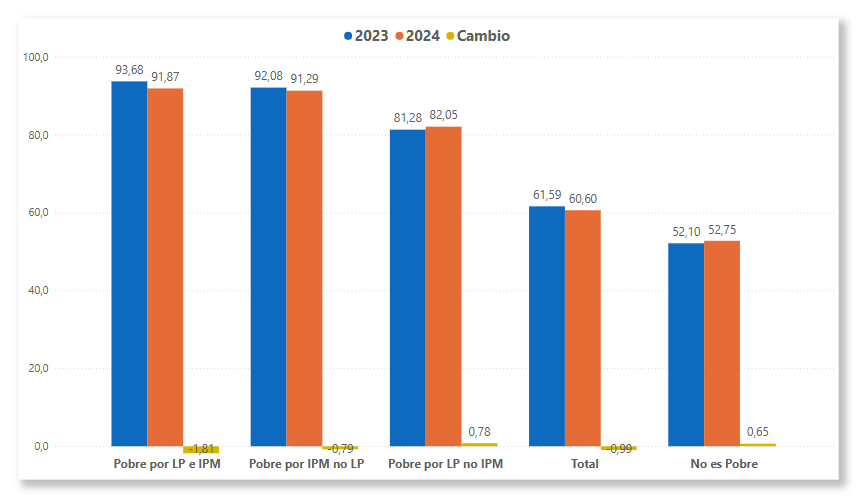 2023 2024 Cambio
100,0
80,0
60,0
40,0
20,0
0,0
93,68 91,87 -1,81
92,08 91,29 -0,79
81,28 82,05 0,78
61,59 60,60 -0,99
52,10 52,75 0,65
Pobre por LP e IPM Pobre por IPM no LP Pobre por LP no IPM Total No es Pobre